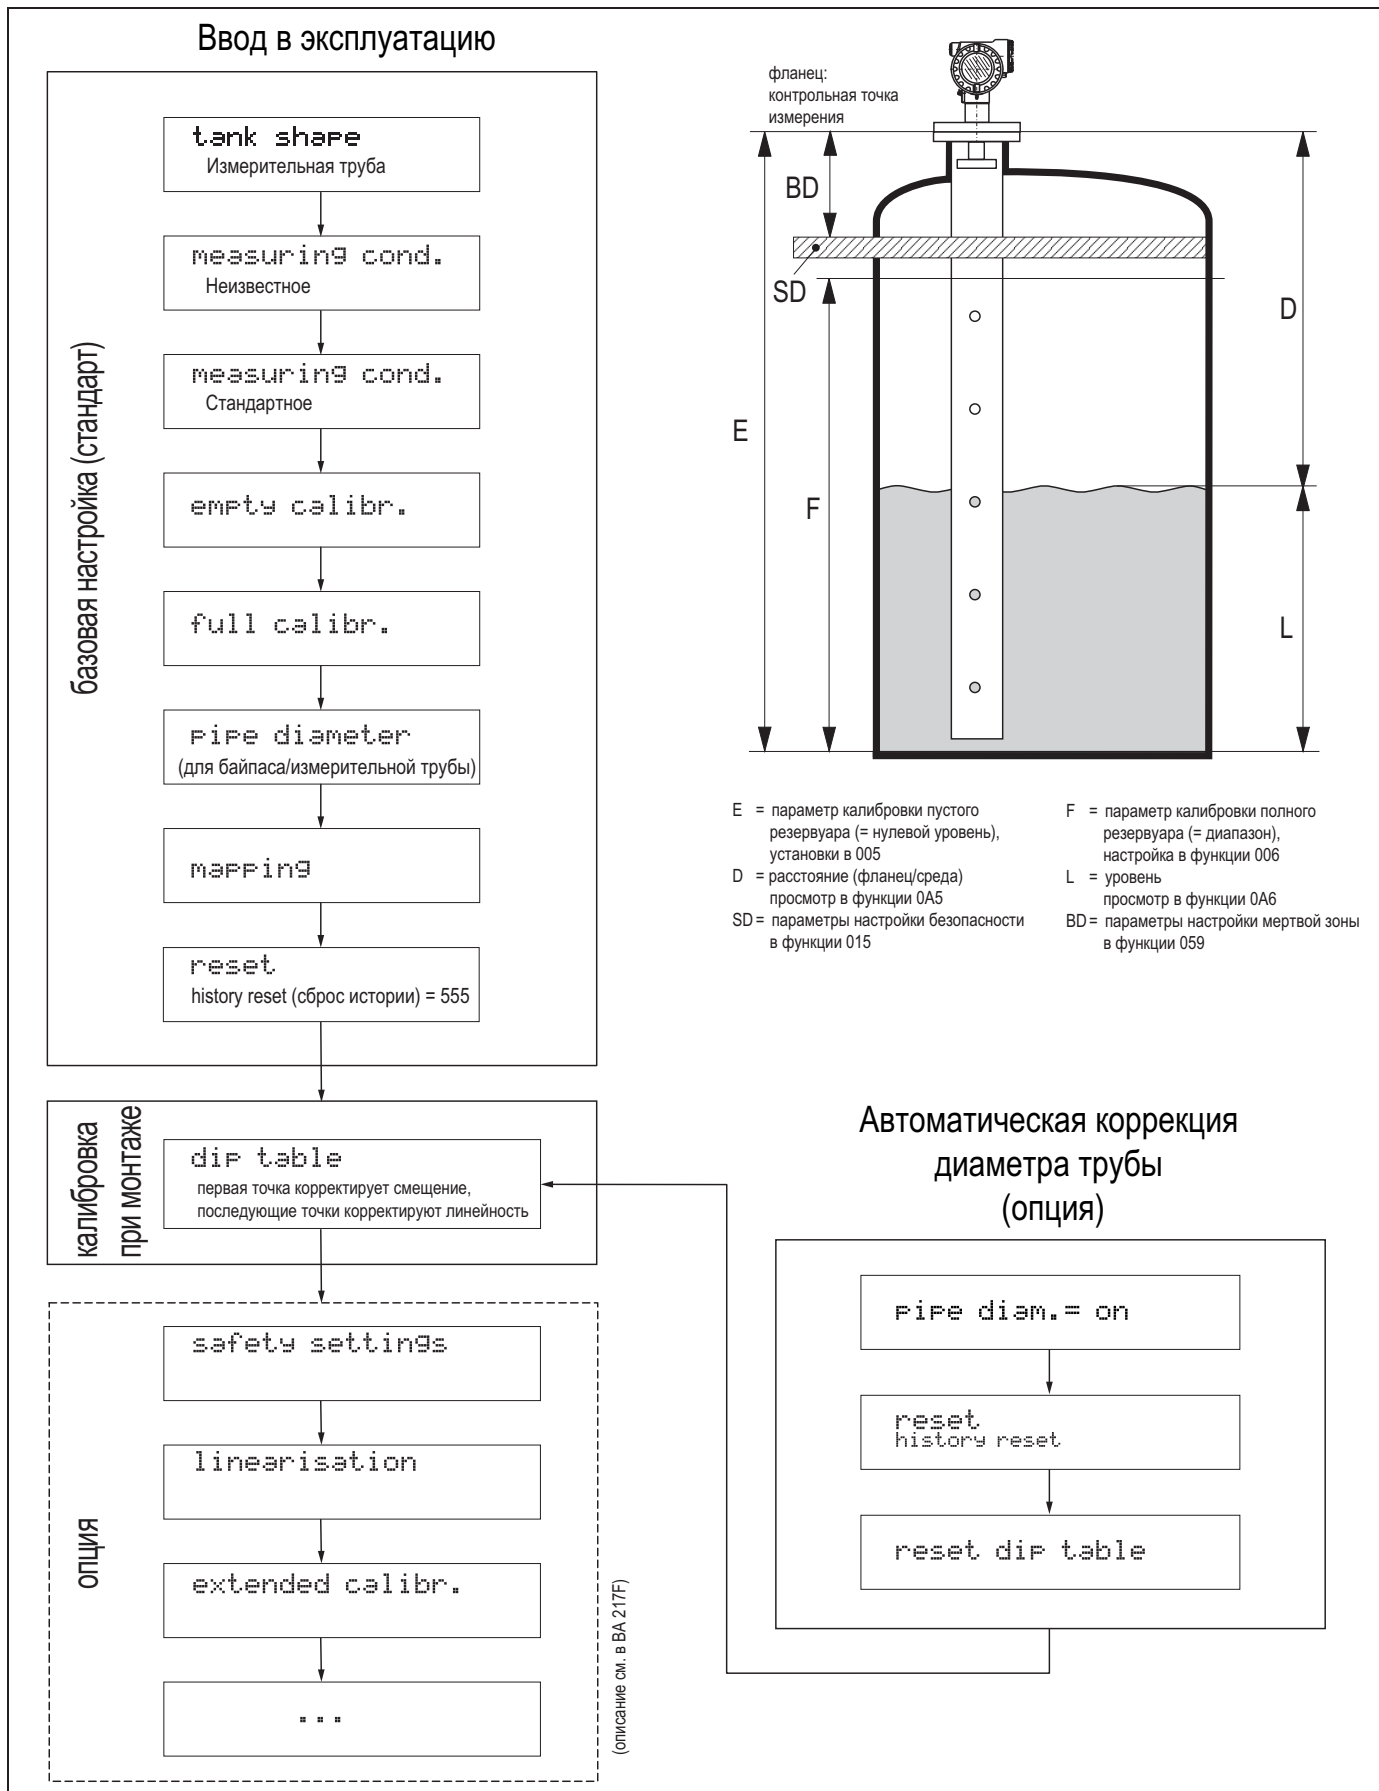 Ввод в эксплуатацию
базовая настройка (стандарт)
tank shape
Измерительная труба
measuring cond.
Неизвестное
measuring cond.
Стандартное
empty calibr.
full calibr.
pipe diameter
(для байпаса/измерительной трубы)
mapping
reset
history reset (сброс истории) = 555
калибровка
при монтаже
dip table
первая точка корректирует смещение,
последующие точки корректируют линейность
опция
safety settings
linearisation
extended calibr.
...
(описание см. в BA 217F)
фланец:
контрольная точка
измерения
BD
SD
D
E
F
L
E = параметр калибровки пустого
резервуара (= нулевой уровень),
установки в 005
D = расстояние (фланец/среда)
просмотр в функции 0A5
SD = параметры настройки безопасности
в функции 015
F = параметр калибровки полного
резервуара (= диапазон),
настройка в функции 006
L = уровень
просмотр в функции 0A6
BD = параметры настройки мертвой зоны
в функции 059
Автоматическая коррекция
диаметра трубы
(опция)
pipe diam.= on
reset
history reset
reset dip table